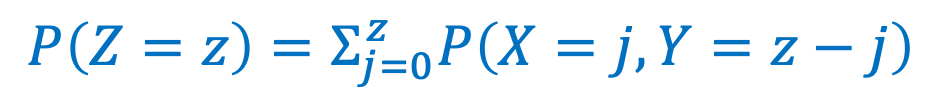 P(Z = z) = Σ_{j=0}^{z} P(X = j, Y = z − j)